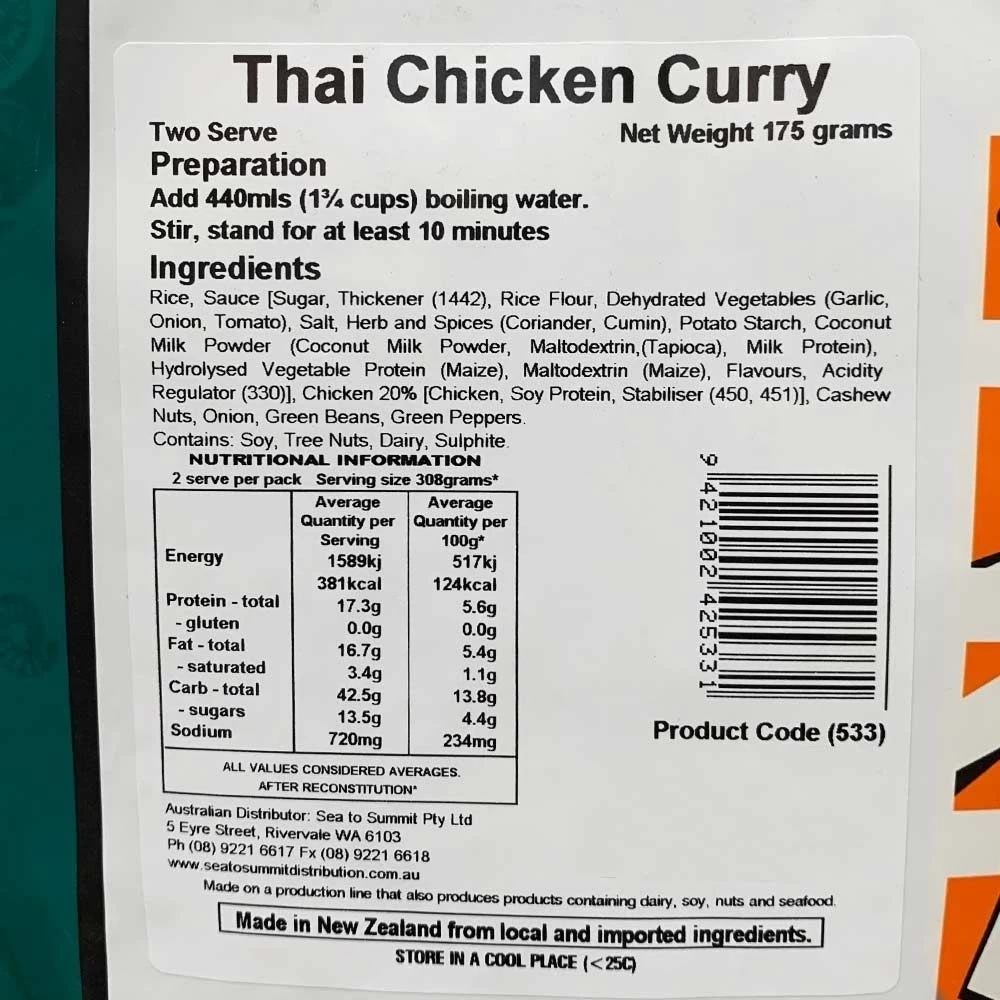 Thai Chicken Curry
Two Serve
Net Weight 175 grams
Preparation
Add 440mls (1¾ cups) boiling water.
Stir, stand for at least 10 minutes
Ingredients
Rice, Sauce [Sugar, Thickener (1442), Rice Flour, Dehydrated Vegetables (Garlic,
Onion, Tomato), Salt, Herb and Spices (Coriander, Cumin), Potato Starch, Coconut
Milk Powder (Coconut Milk Powder, Maltodextrin,(Tapioca), Milk Protein),
Hydrolysed Vegetable Protein (Maize), Maltodextrin (Maize), Flavours, Acidity
Regulator (330)], Chicken 20% [Chicken, Soy Protein, Stabiliser (450, 451)], Cashew
Nuts, Onion, Green Beans, Green Peppers.
Contains: Soy, Tree Nuts, Dairy, Sulphite.
NUTRITIONAL INFORMATION
2 serve per pack Serving size 308grams*
Average Average
Quantity per Quantity per
Serving 100g*
Energy 1589kj 517kj
381kcal 124kcal
Protein - total 17.3g 5.6g
- gluten 0.0g 0.0g
Fat - total 16.7g 5.4g
- saturated 3.4g 1.1g
Carb - total 42.5g 13.8g
- sugars 13.5g 4.4g
Sodium 720mg 234mg
ALL VALUES CONSIDERED AVERAGES.
AFTER RECONSTITUTION*
9 421002 425331
Product Code (533)
Australian Distributor: Sea to Summit Pty Ltd
5 Eyre Street, Rivervale WA 6103
Ph (08) 9221 6617 Fx (08) 9221 6618
www.seatosummitdistribution.com.au
Made on a production line that also produces products containing dairy, soy, nuts and seafood.
Made in New Zealand from local and imported ingredients.
STORE IN A COOL PLACE (<25C)